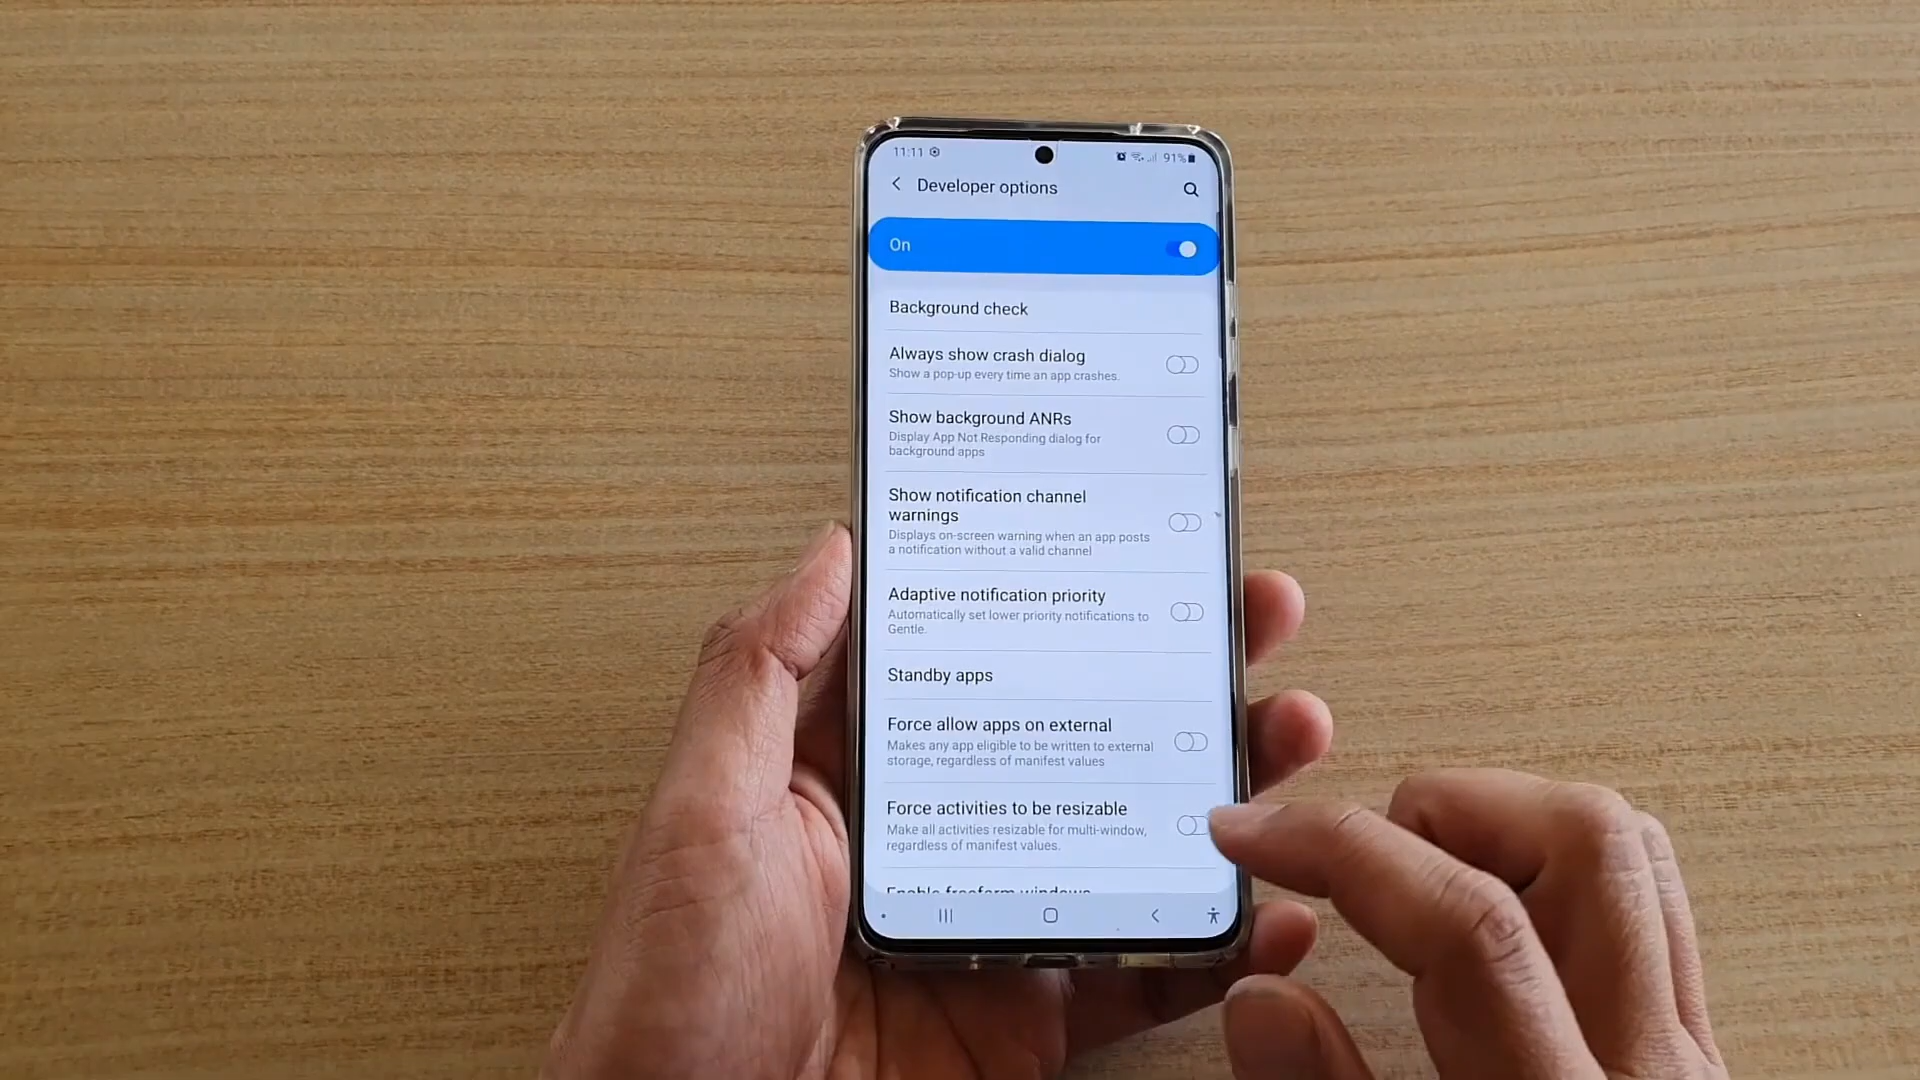 11:11
91%
Developer options
On
Background check
Always show crash dialog
Show a pop-up every time an app crashes.
Show background ANRs
Display App Not Responding dialog for
background apps
Show notification channel
warnings
Displays on-screen warning when an app posts
a notification without a valid channel
Adaptive notification priority
Automatically set lower priority notifications to
Gentle.
Standby apps
Force allow apps on external
Makes any app eligible to be written to external
storage, regardless of manifest values
Force activities to be resizable
Make all activities resizable for multi-window,
regardless of manifest values.
Enable freeform windows